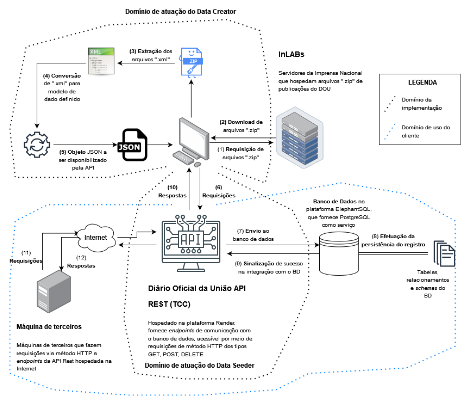 Domínio de atuação do Data Creator
XML
ZIP
(3) Extração dos
arquivos ".xml"
(4) Conversão
de ".xml" para
modelo de
dado definido
InLABs
Servidores da Imprensa Nacional
que hospedam arquivos ".zip" de
publicações do DOU
LEGENDA
Domínio de
implementação
Domínio de uso do
cliente
(2) Download de
arquivos ".zip"
(1) Requisição de
arquivos ".zip"
(5) Objeto JSON a
ser disponibilizado
pela API
JSON
(10)
Respostas
(6)
Requisições
Banco de Dados na
plataforma ElephantSQL,
que fornece PostgreSQL
como serviço
Internet
API
(7) Envio ao
banco de dados
(8) Efetuação da
persistência do registro
(9) Sinalização de sucesso
na integração com o BD
(11)
Requisições
(12)
Respostas
Tabelas,
relacionamentos
e schemas do
BD
Diário Oficial da União API
REST (TCC)
Hospedado na plataforma Render,
fornece endpoints de comunicação com
o banco de dados, acessível por meio de
requisições de método HTTP dos tipos
GET, POST, DELETE
Domínio de atuação do Data Seeder
Máquina de terceiros
Máquinas de terceiros que fazem
requisições via método HTTP e
endpoints da API Rest hospedada na
Internet